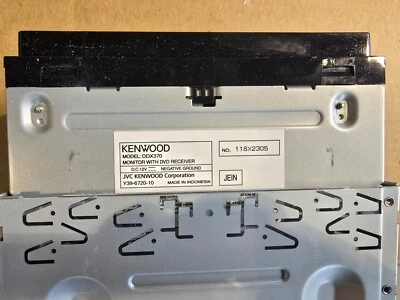 KENWOOD
MODEL: DDX370
MONITOR WITH DVD RECEIVER
D.C.12V NEGATIVE GROUND
JVC KENWOOD Corporation
Y39-6720-10 MADE IN INDONESIA
NO. 118X2305
JEIN